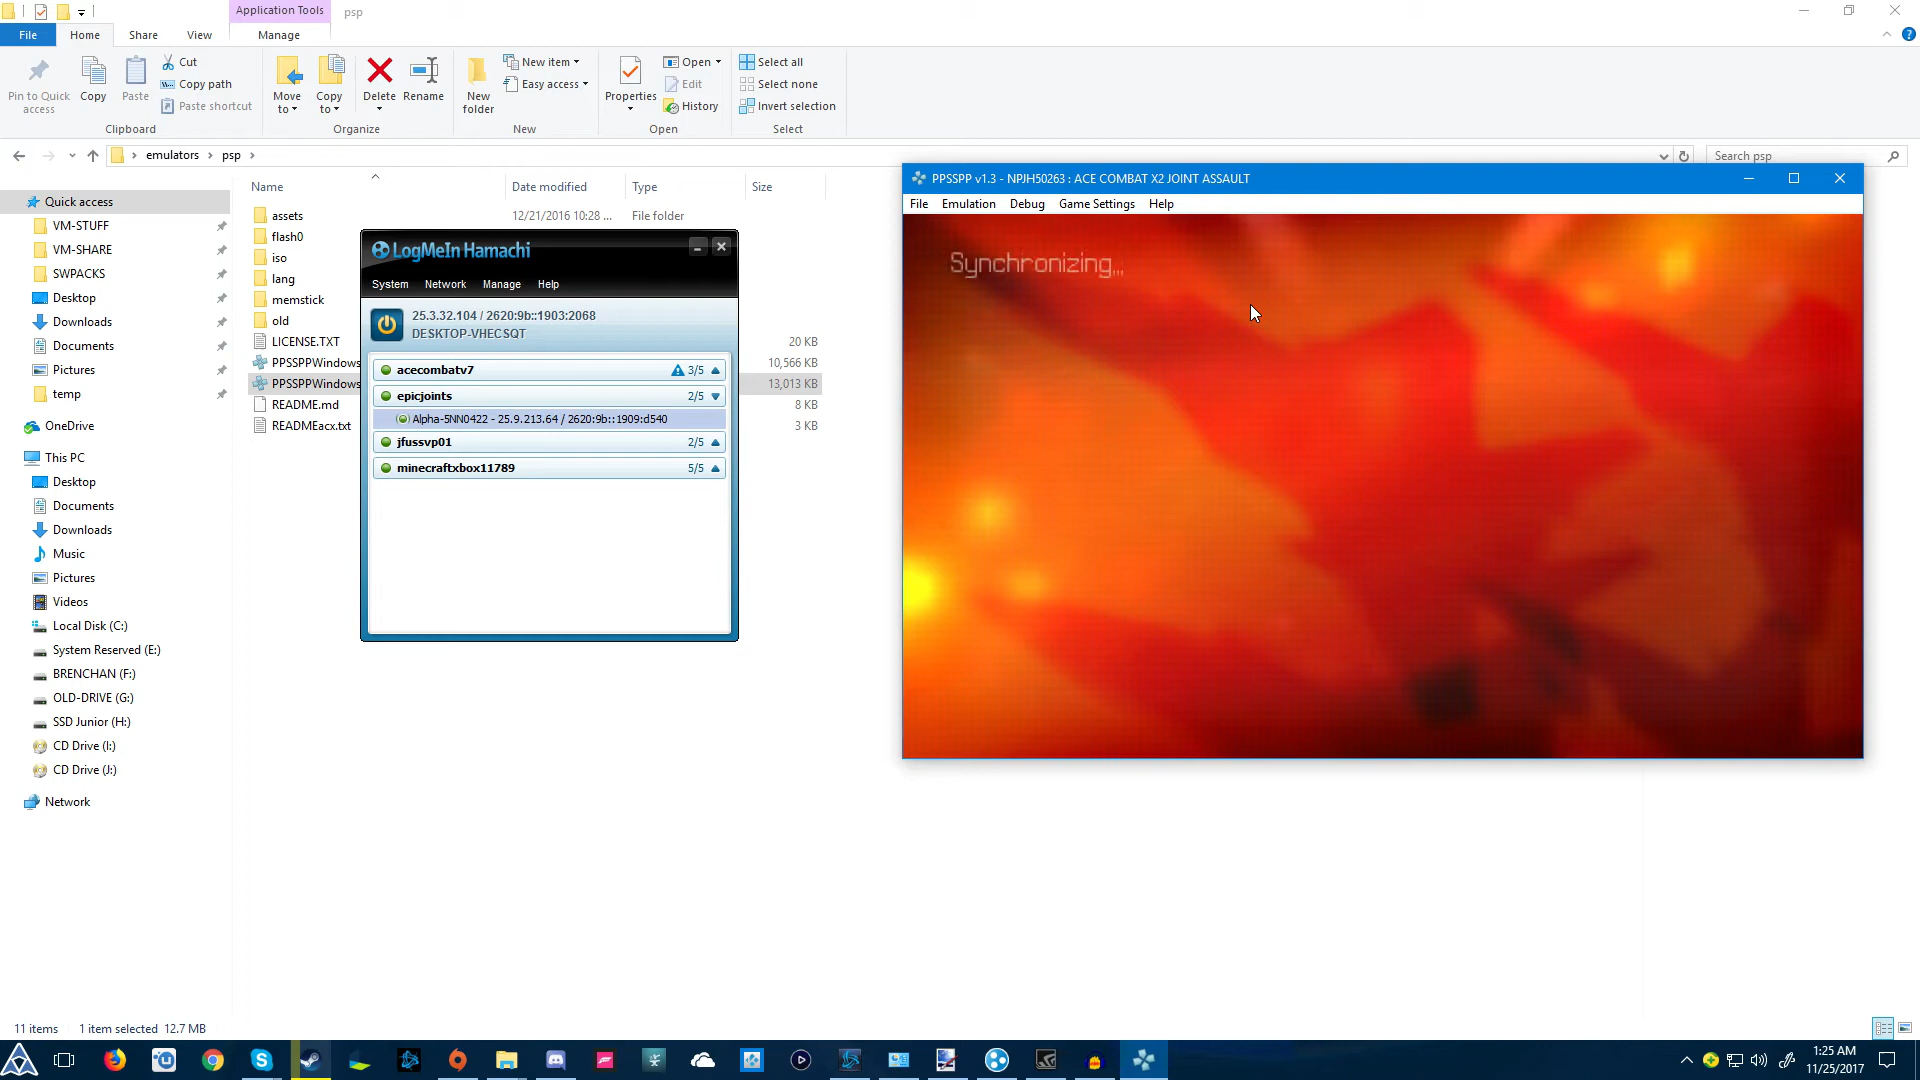 Application Tools
psp
File
Home
Share
View
Manage
Pin to Quick access
Copy
Paste
Cut
Copy path
Paste shortcut
Clipboard
Move to
Copy to
Delete
Rename
Organize
New folder
New item
Easy access
New
Properties
Open
Edit
History
Open
Select all
Select none
Invert selection
Select
emulators
psp
Search psp
Name
Date modified
Type
Size
Quick access
VM-STUFF
VM-SHARE
SWPACKS
Desktop
Downloads
Documents
Pictures
temp
OneDrive
This PC
Desktop
Documents
Downloads
Music
Pictures
Videos
Local Disk (C:)
System Reserved (E:)
BRENCHAN (F:)
OLD-DRIVE (G:)
SSD Junior (H:)
CD Drive (I:)
CD Drive (J:)
Network
assets 12/21/2016 10:28 ... File folder
flash0
iso
lang
memstick
old
LICENSE.TXT 20 KB
PPSSPPWindows 10,566 KB
PPSSPPWindows 13,013 KB
README.md 8 KB
READMEacx.txt 3 KB
LogMeIn Hamachi
System Network Manage Help
25.3.32.104 / 2620:9b::1903:2068
DESKTOP-VHECSQT
acecombatv7 3/5
epicjoints 2/5
Alpha-5NN0422 - 25.9.213.64 / 2620:9b::1909:d540
jfussvp01 2/5
minecraftxbox11789 5/5
PPSSPP v1.3 - NPJH50263 : ACE COMBAT X2 JOINT ASSAULT
File Emulation Debug Game Settings Help
Synchronizing...
11 items 1 item selected 12.7 MB
1:25 AM
11/25/2017